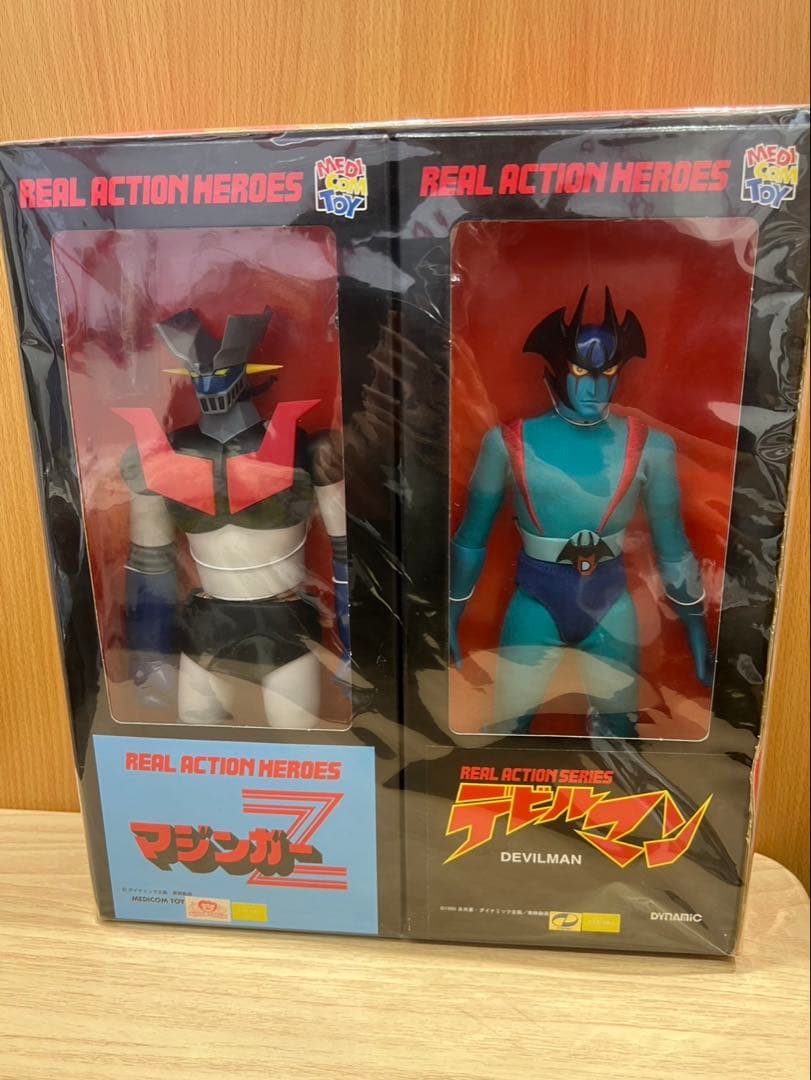 REAL ACTION HEROES
MEDI
COM
TOY
REAL ACTION HEROES
MEDI
COM
TOY
D
REAL ACTION HEROES
マジンガーZ
MEDICOM TOY
REAL ACTION SERIES
デビルマン
DEVILMAN
DYNAMIC